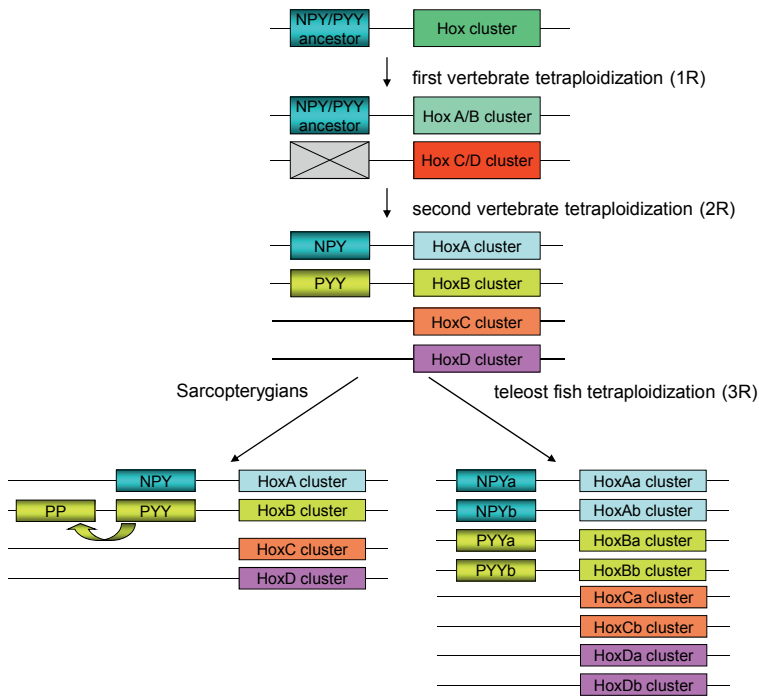 NPY/PYY
ancestor
Hox cluster
first vertebrate tetraploidization (1R)
NPY/PYY
ancestor
Hox A/B cluster
Hox C/D cluster
second vertebrate tetraploidization (2R)
NPY
HoxA cluster
PYY
HoxB cluster
HoxC cluster
HoxD cluster
Sarcopterygians
teleost fish tetraploidization (3R)
NPY
HoxA cluster
PP
PYY
HoxB cluster
HoxC cluster
HoxD cluster
NPYa
HoxAa cluster
NPYb
HoxAb cluster
PYYa
HoxBa cluster
PYYb
HoxBb cluster
HoxCa cluster
HoxCb cluster
HoxDa cluster
HoxDb cluster